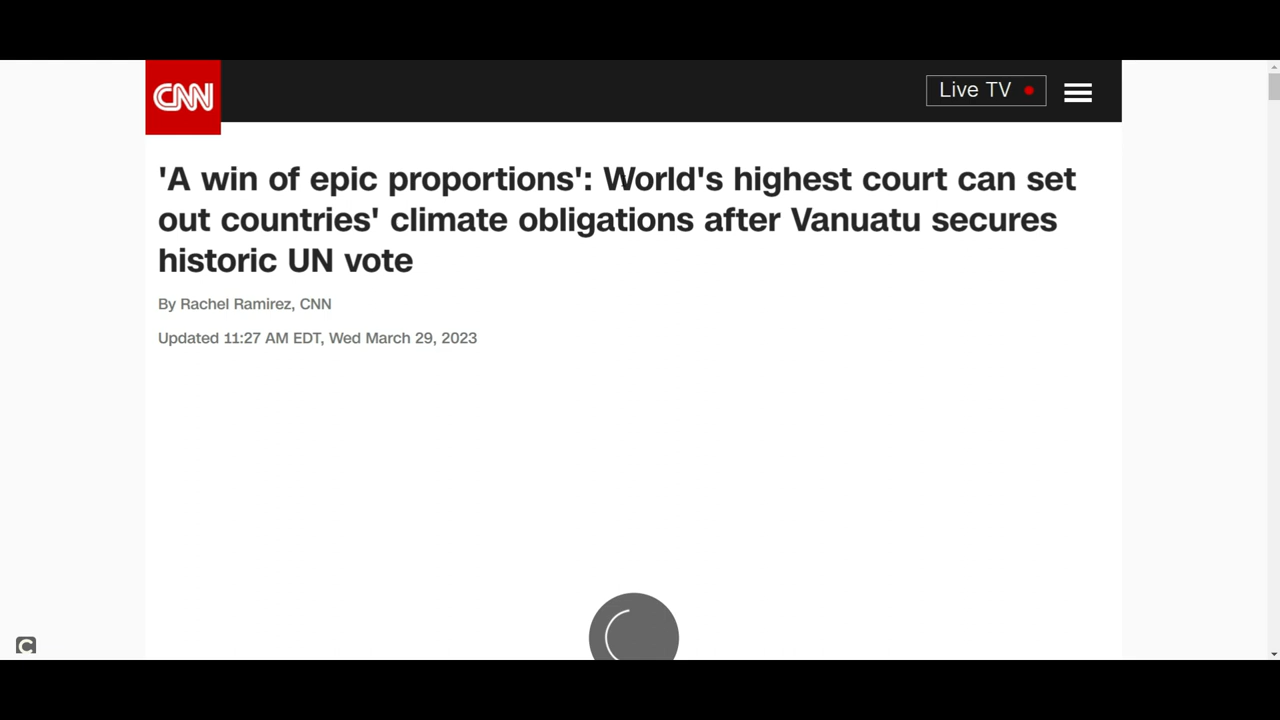 CNN
Live TV
'A win of epic proportions': World's highest court can set
out countries' climate obligations after Vanuatu secures
historic UN vote
By Rachel Ramirez, CNN
Updated 11:27 AM EDT, Wed March 29, 2023
C